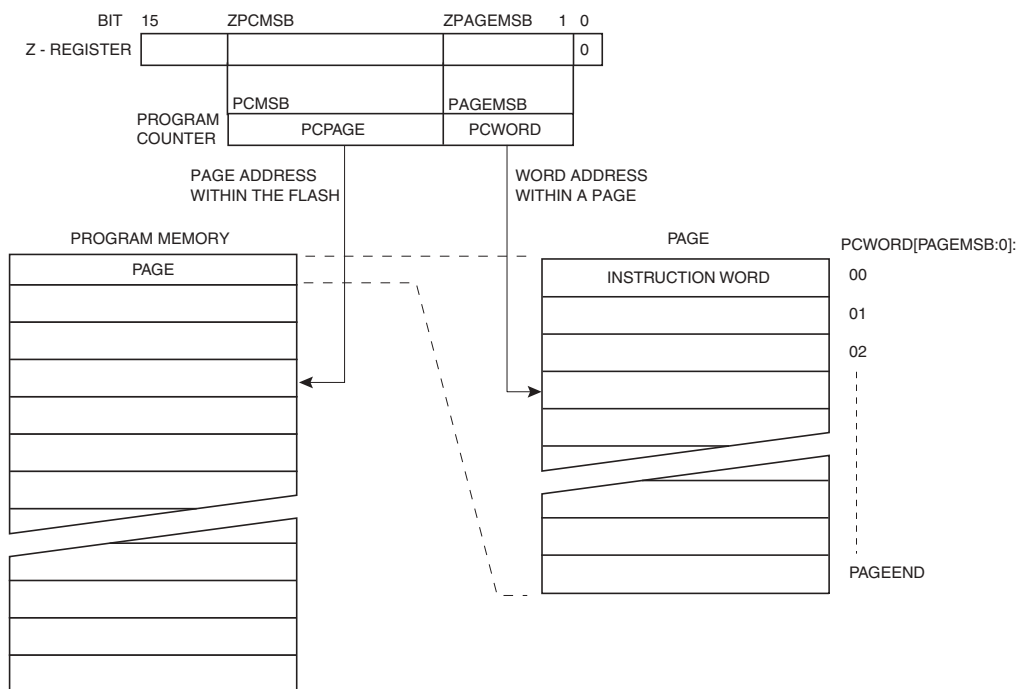 BIT 15 ZPCMSB ZPAGEMSB 1 0
Z - REGISTER 0
PCMSB PAGEMSB
PROGRAM
COUNTER
PCPAGE PCWORD
PAGE ADDRESS
WITHIN THE FLASH
WORD ADDRESS
WITHIN A PAGE
PROGRAM MEMORY
PAGE
PAGE
PCWORD[PAGEMSB:0]:
INSTRUCTION WORD 00
01
02
PAGEEND